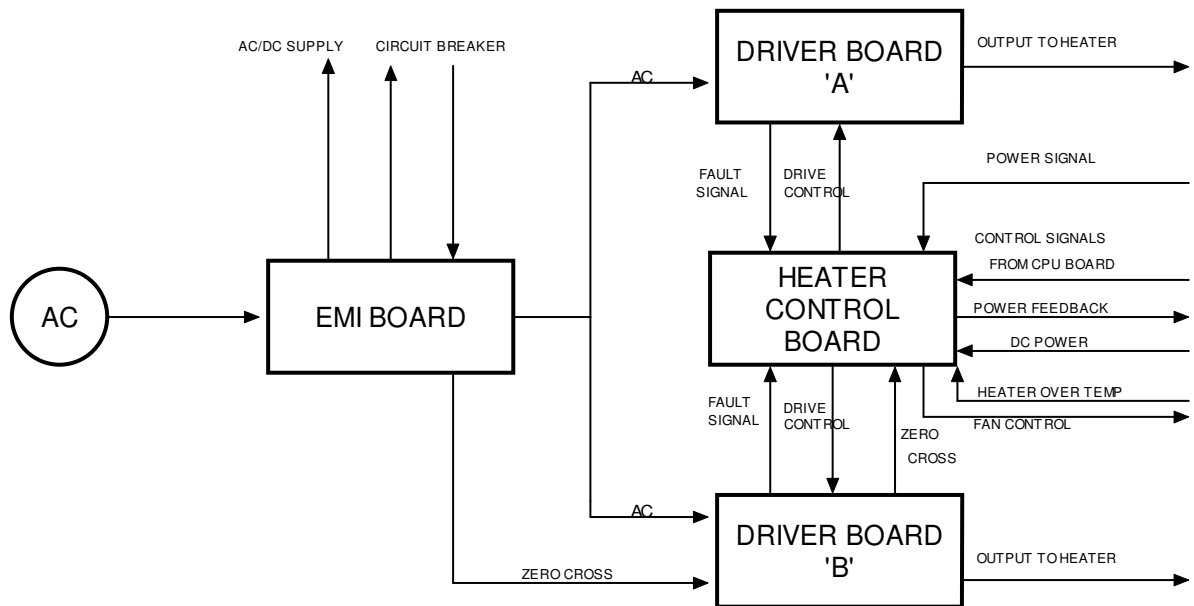 AC/DC SUPPLY
CIRCUIT BREAKER
DRIVER BOARD
'A'
OUTPUT TO HEATER
AC
FAULT
SIGNAL
DRIVE
CONTROL
POWER SIGNAL
CONTROL SIGNALS
FROM CPU BOARD
AC
EMI BOARD
HEATER
CONTROL
BOARD
POWER FEEDBACK
DC POWER
HEATER OVER TEMP
FAN CONTROL
FAULT
SIGNAL
DRIVE
CONTROL
ZERO
CROSS
AC
DRIVER BOARD
'B'
OUTPUT TO HEATER
ZERO CROSS